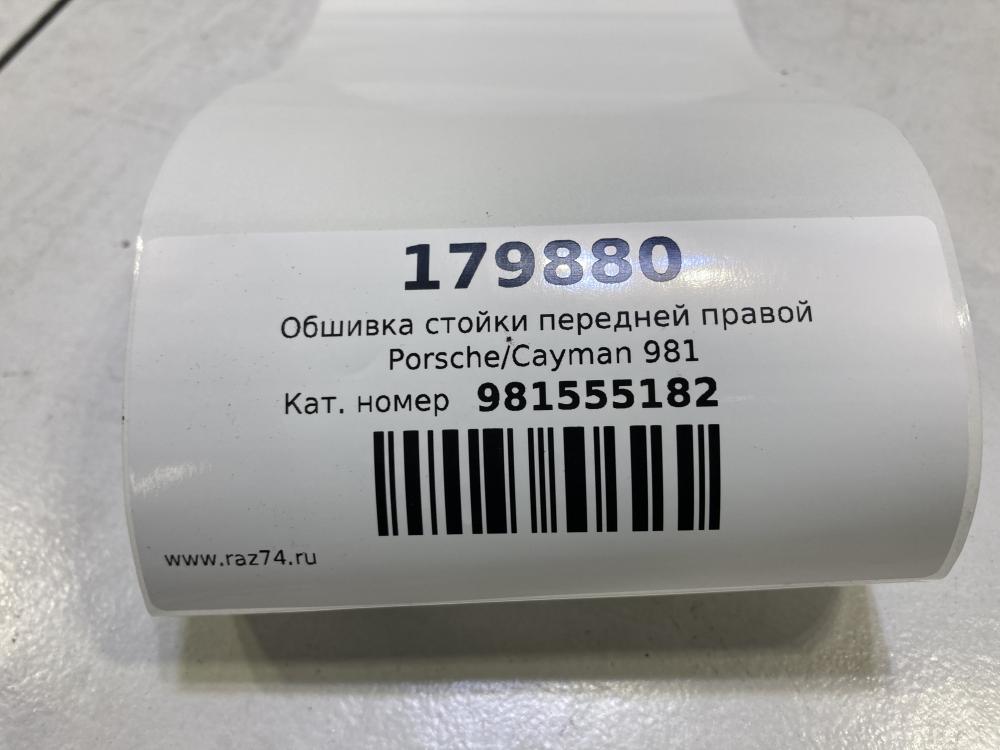 179880
Обшивка стойки передней правой
Porsche/Cayman 981
Кат. номер 981555182
www.raz74.ru